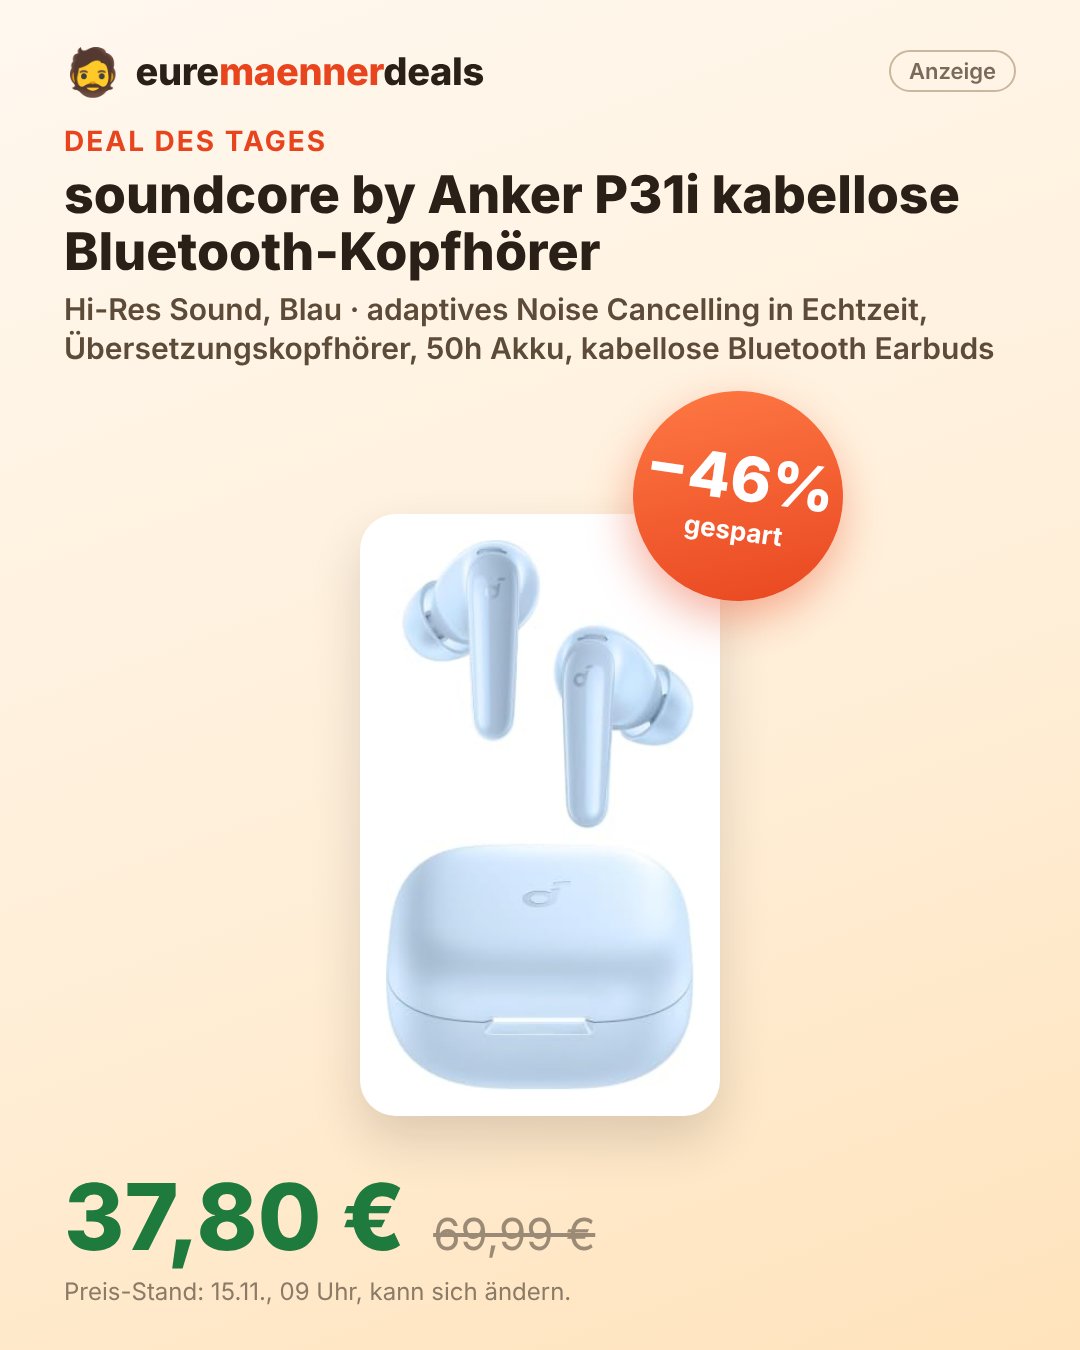 euremaennerdeals
Anzeige
DEAL DES TAGES
soundcore by Anker P31i kabellose
Bluetooth-Kopfhörer
Hi-Res Sound, Blau · adaptives Noise Cancelling in Echtzeit,
Übersetzungskopfhörer, 50h Akku, kabellose Bluetooth Earbuds
−46%
gespart
37,80 € 69,99 €
Preis-Stand: 15.11., 09 Uhr, kann sich ändern.